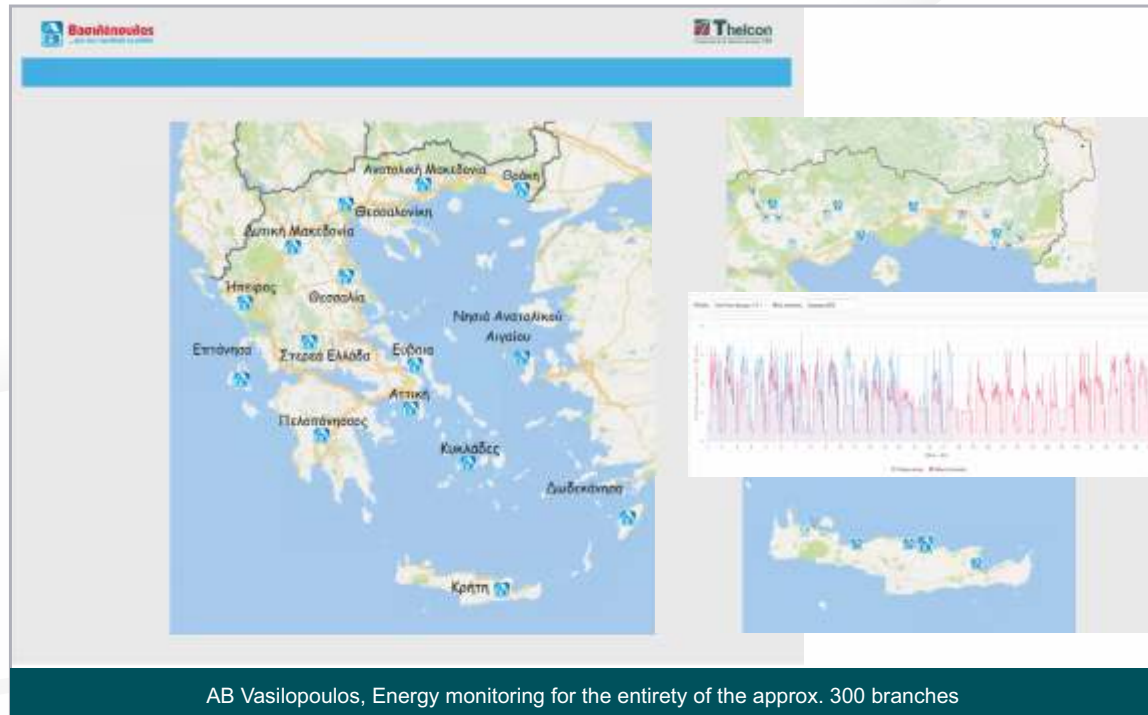 Βασιλόπουλος
Thelcon
Ανατολική Μακεδονία
Θράκη
Θεσσαλονίκη
Δυτική Μακεδονία
Ήπειρος
Θεσσαλία
Νησιά Ανατολικού
Αιγαίου
Επτάνησα
Στερεά Ελλάδα
Εύβοια
Αττική
Πελοπόννησος
Κυκλάδες
Δωδεκάνησα
Κρήτη
AB Vasilopoulos, Energy monitoring for the entirety of the approx. 300 branches